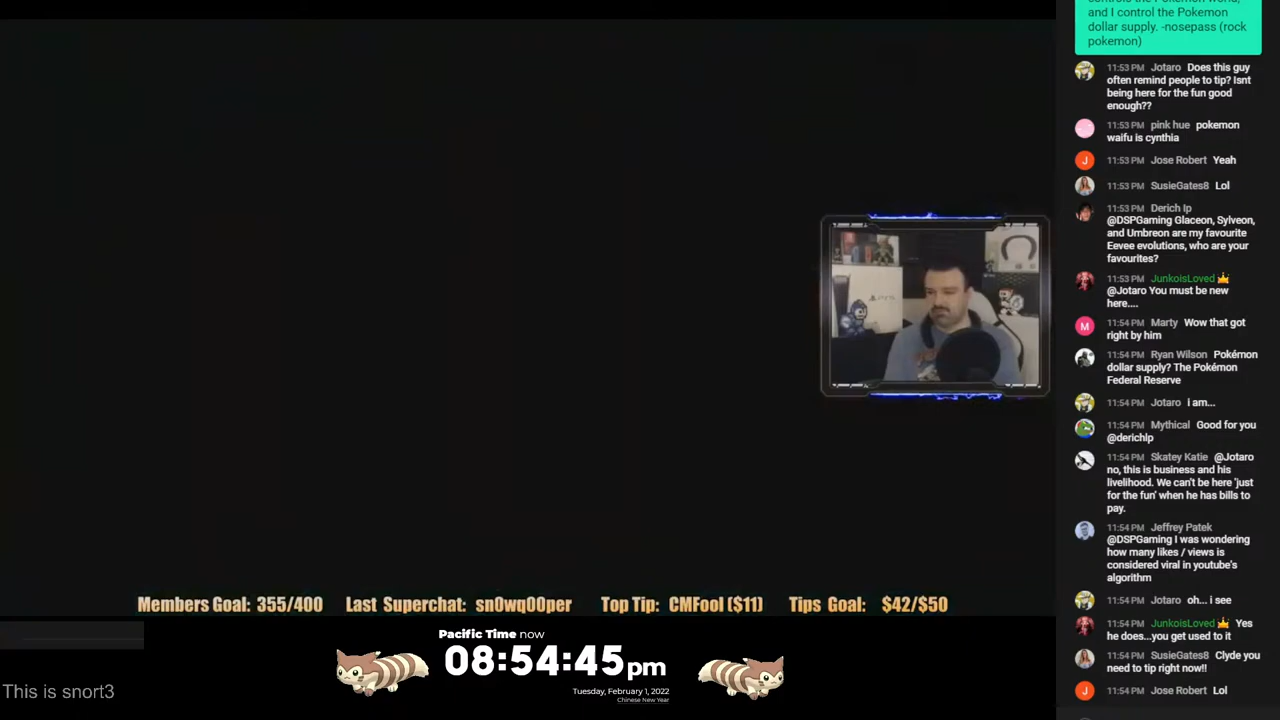 controls the Pokemon world,
and I control the Pokemon
dollar supply. -nosepass (rock
pokemon)
11:53 PM Jotaro Does this guy
often remind people to tip? Isnt
being here for the fun good
enough??
11:53 PM pink hue pokemon
waifu is cynthia
J 11:53 PM Jose Robert Yeah
11:53 PM SusieGates8 Lol
11:53 PM Derich Ip
@DSPGaming Glaceon, Sylveon,
and Umbreon are my favourite
Eevee evolutions, who are your
favourites?
11:53 PM JunkoisLoved
@Jotaro You must be new
here....
M 11:54 PM Marty Wow that got
right by him
11:54 PM Ryan Wilson Pokémon
dollar supply? The Pokémon
Federal Reserve
11:54 PM Jotaro i am...
11:54 PM Mythical Good for you
@derichIp
11:54 PM Skatey Katie @Jotaro
no, this is business and his
livelihood. We can't be here 'just
for the fun' when he has bills to
pay.
11:54 PM Jeffrey Patek
@DSPGaming I was wondering
how many likes / views is
considered viral in youtube's
algorithm
11:54 PM Jotaro oh... i see
11:54 PM JunkoisLoved Yes
he does...you get used to it
11:54 PM SusieGates8 Clyde you
need to tip right now!!
J 11:54 PM Jose Robert Lol
Members Goal: 355/400 Last Superchat: sn0wq00per Top Tip: CMFool ($11) Tips Goal: $42/$50
Pacific Time now
08:54:45pm
Tuesday, February 1, 2022
Chinese New Year
This is snort3